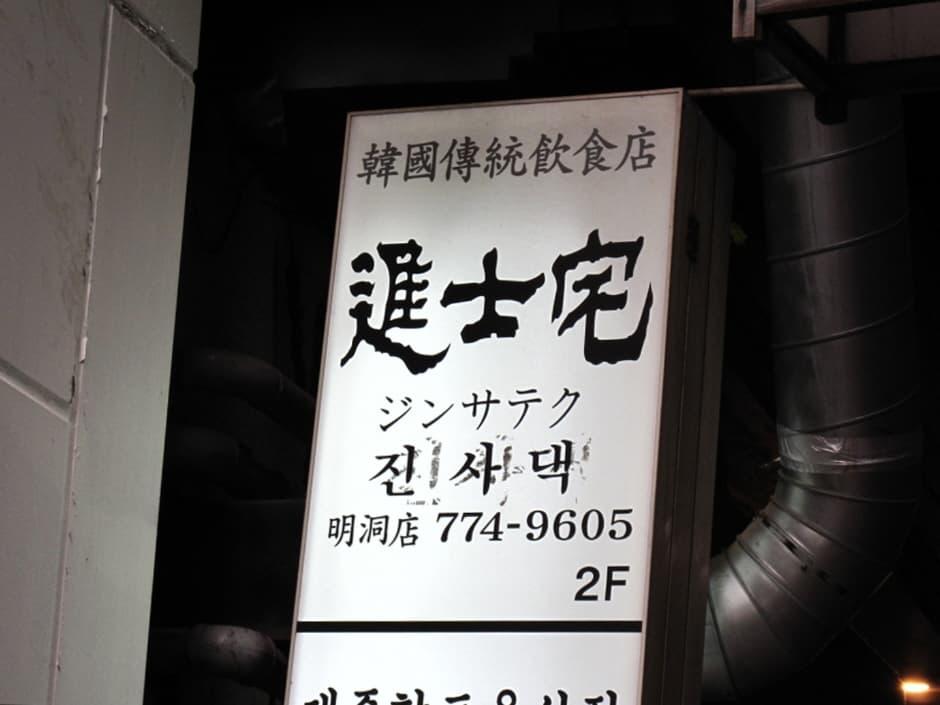 韓國傳統飲食店
進士宅
ジンサテク
진사댁
明洞店 774-9605
2F